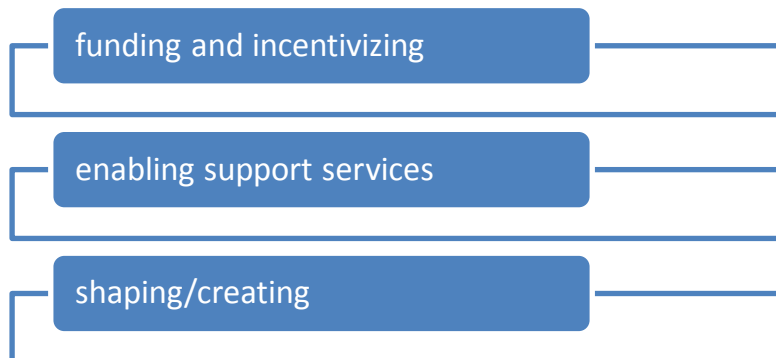 funding and incentivizing
enabling support services
shaping/creating